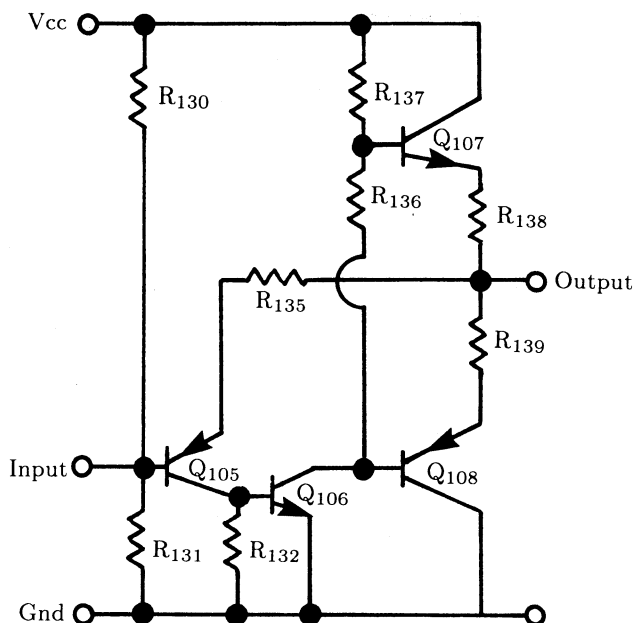 Vcc
R130
R137
Q107
R136
R138
Output
R135
R139
Input
Q105
Q106
Q108
R131
R132
Gnd